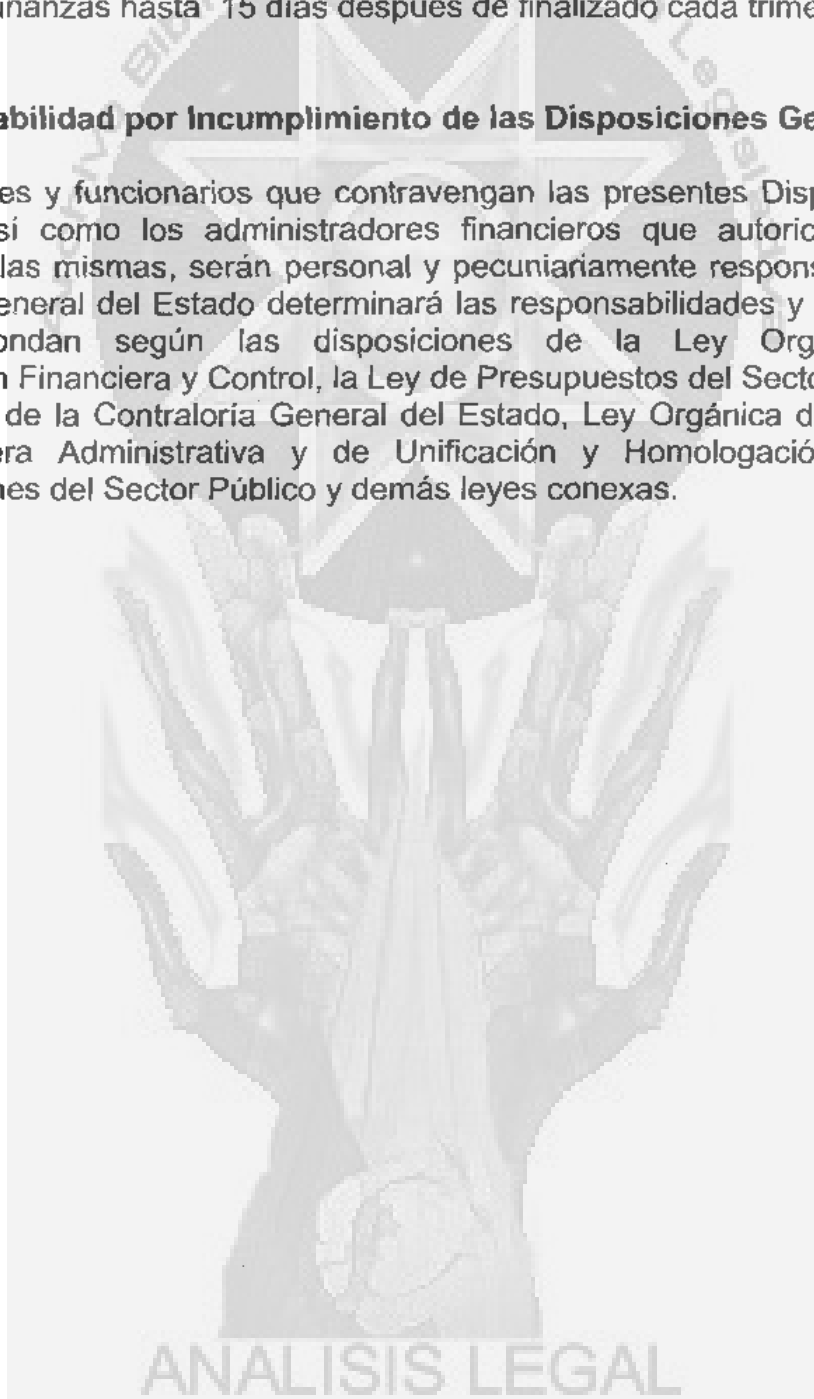 inanzas hasta 15 días después de finalizado cada trime
abilidad por Incumplimiento de las Disposiciones Ge
es y funcionarios que contravengan las presentes Disp
sí como los administradores financieros que autoric
las mismas, serán personal y pecuniariamente respons
eneral del Estado determinará las responsabilidades y
ondan según las disposiciones de la Ley Org
n Financiera y Control, la Ley de Presupuestos del Secto
de la Contraloría General del Estado, Ley Orgánica d
era Administrativa y de Unificación y Homologació
nes del Sector Público y demás leyes conexas.
ANALISIS LEGAL